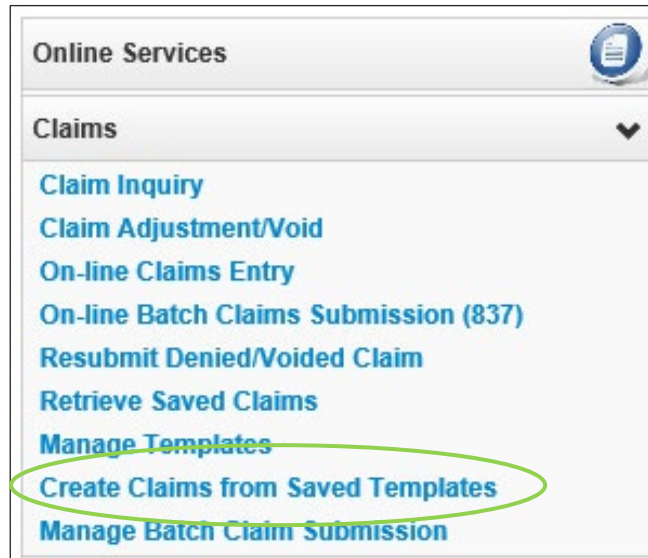 Online Services
Claims
Claim Inquiry
Claim Adjustment/Void
On-line Claims Entry
On-line Batch Claims Submission (837)
Resubmit Denied/Voided Claim
Retrieve Saved Claims
Manage Templates
Create Claims from Saved Templates
Manage Batch Claim Submission